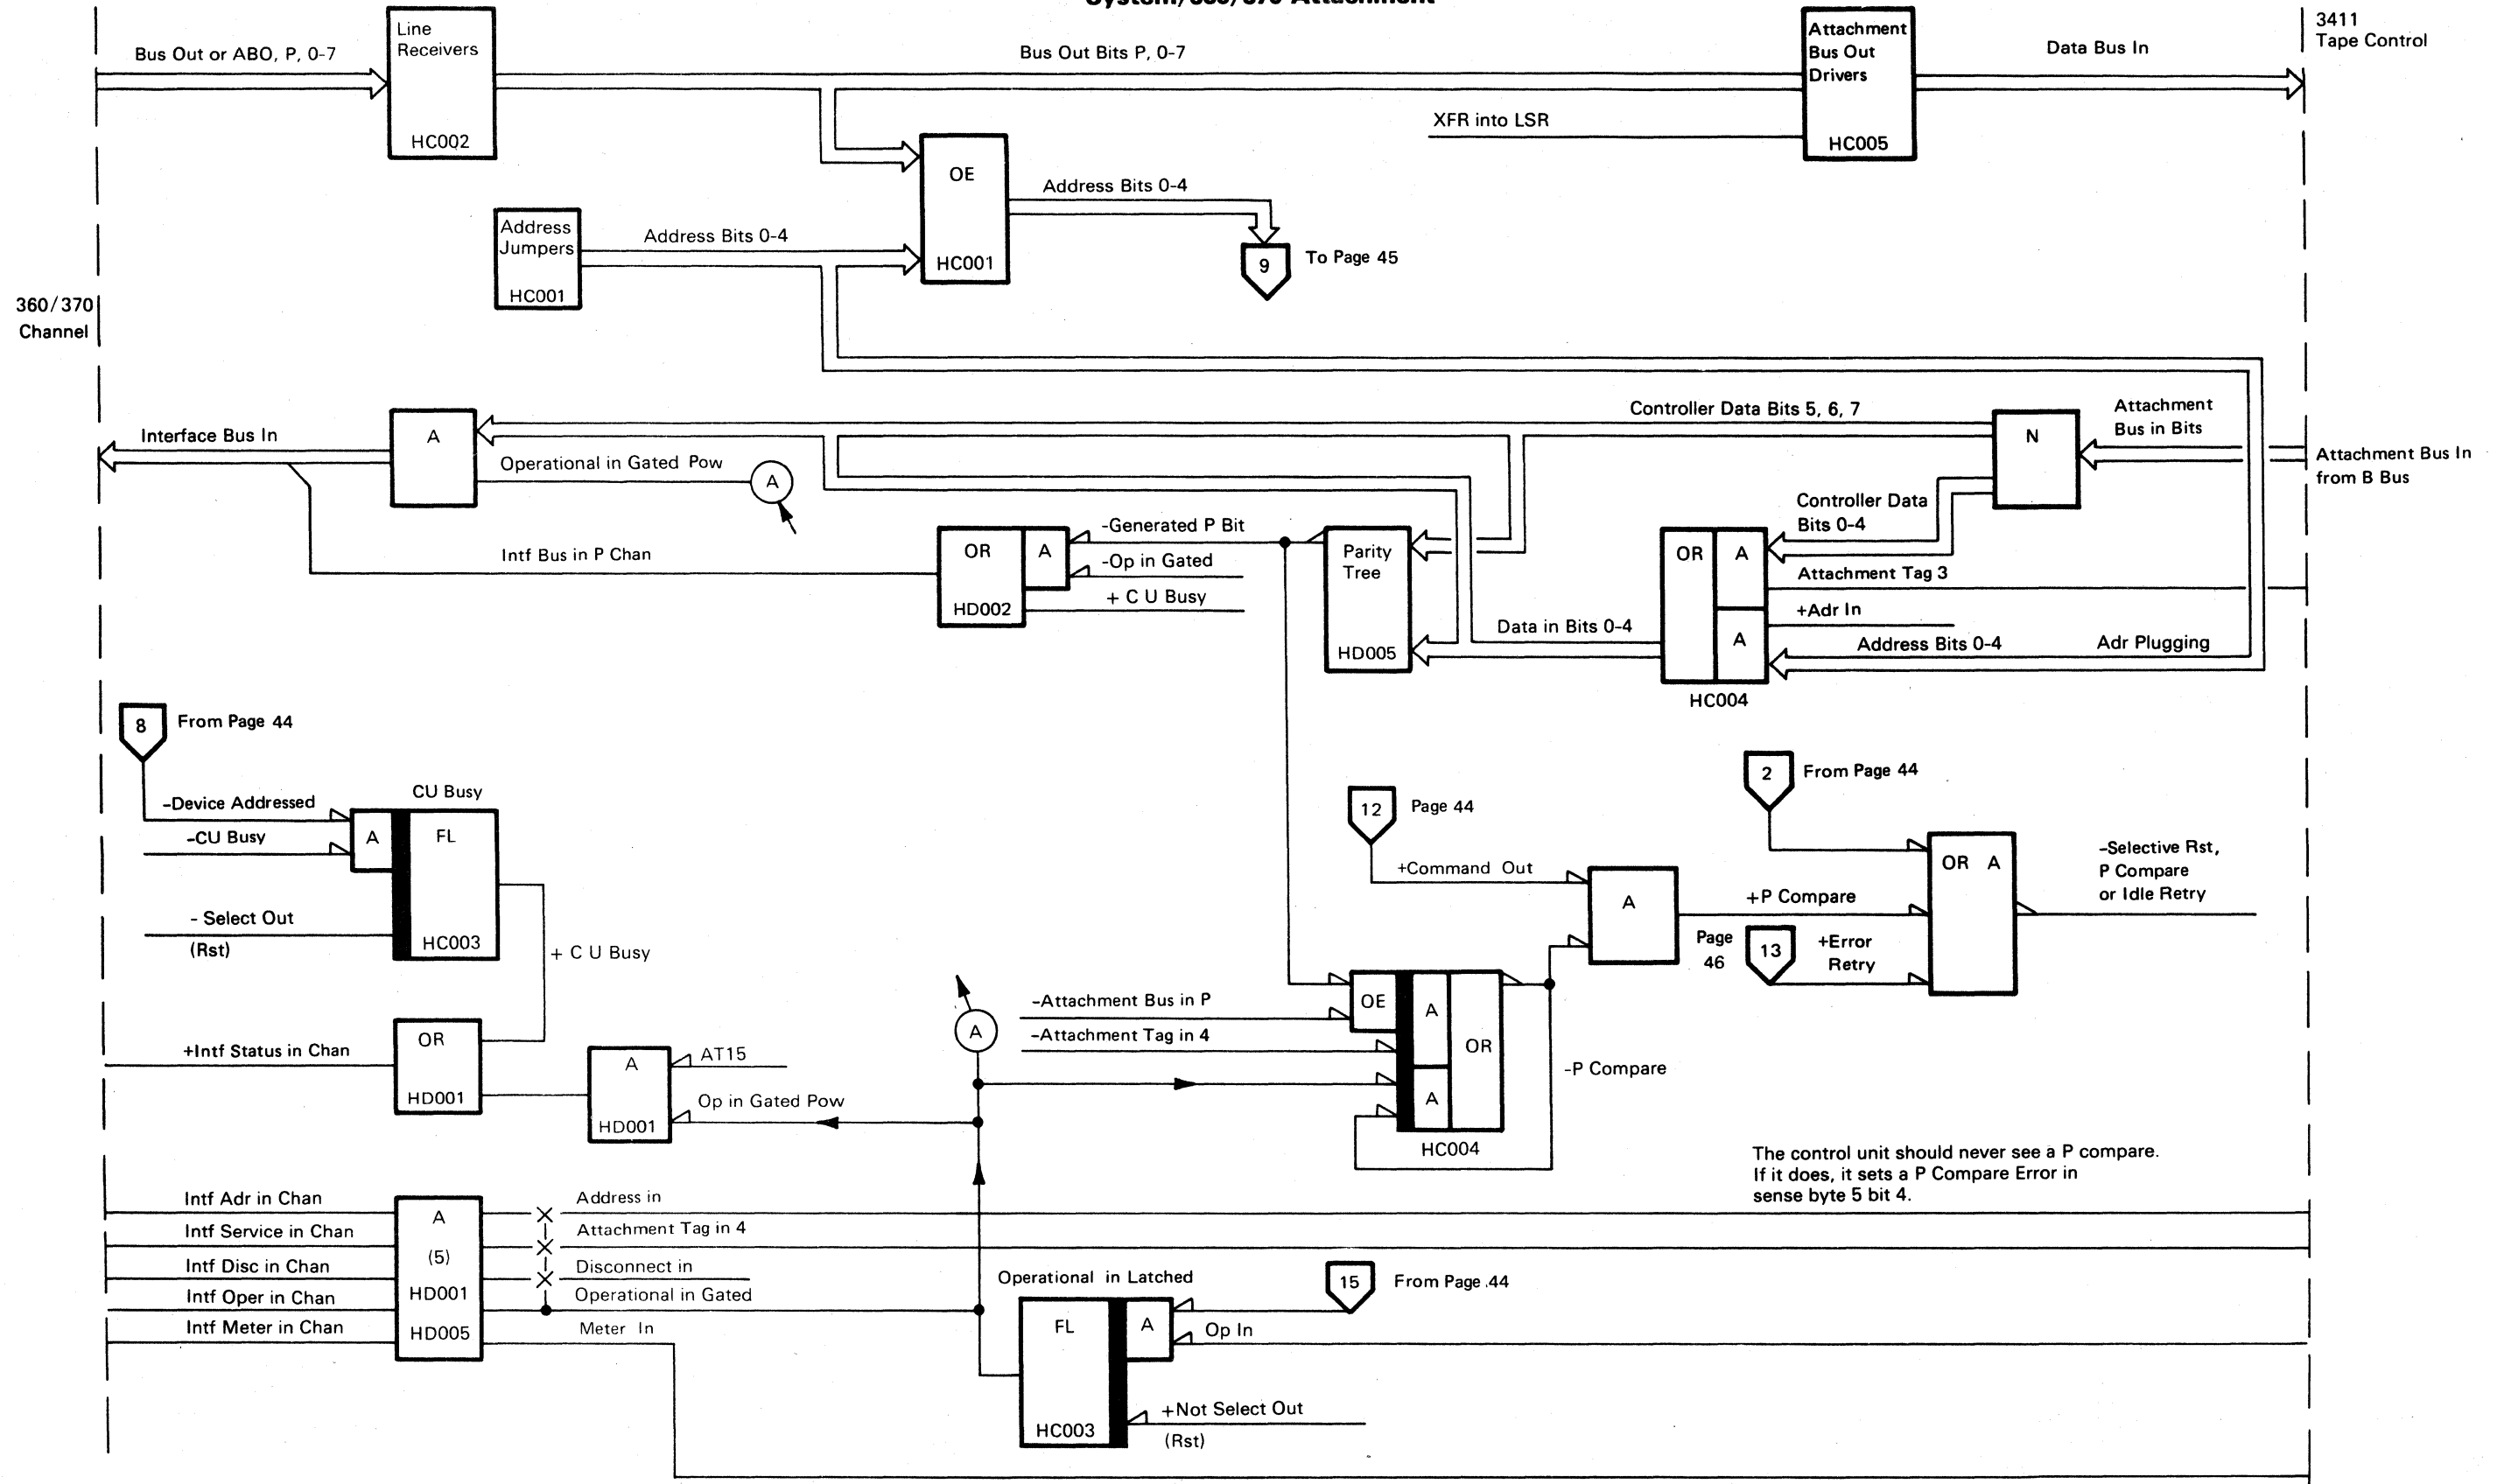 System/360/370 Attachment
Line
Receivers
HC002
Bus Out or ABO, P, 0-7
Bus Out Bits P, 0-7
Attachment
Bus Out
Drivers
HC005
3411
Tape Control
Data Bus In
XFR into LSR
OE
HC001
Address Bits 0-4
Address
Jumpers
HC001
Address Bits 0-4
9
To Page 45
360/370
Channel
Interface Bus In
A
Operational in Gated Pow
A
Controller Data Bits 5, 6, 7
N
Attachment
Bus in Bits
Attachment Bus In
from B Bus
Controller Data
Bits 0-4
Intf Bus in P Chan
OR
A
HD002
-Generated P Bit
-Op in Gated
+ C U Busy
Parity
Tree
HD005
Data in Bits 0-4
OR
A
A
HC004
Attachment Tag 3
+Adr In
Address Bits 0-4
Adr Plugging
8
From Page 44
-Device Addressed
-CU Busy
CU Busy
A
FL
HC003
- Select Out
(Rst)
+ C U Busy
12
Page 44
+Command Out
A
2
From Page 44
OR A
+P Compare
Page
46
13
+Error
Retry
-Selective Rst,
P Compare
or Idle Retry
+Intf Status in Chan
OR
HD001
A
HD001
AT15
Op in Gated Pow
A
-Attachment Bus in P
-Attachment Tag in 4
OE
A
A
OR
HC004
-P Compare
The control unit should never see a P compare.
If it does, it sets a P Compare Error in
sense byte 5 bit 4.
Intf Adr in Chan
Intf Service in Chan
Intf Disc in Chan
Intf Oper in Chan
Intf Meter in Chan
A
(5)
HD001
HD005
Address in
Attachment Tag in 4
Disconnect in
Operational in Gated
Meter In
Operational in Latched
FL
A
HC003
15
From Page 44
Op In
+Not Select Out
(Rst)